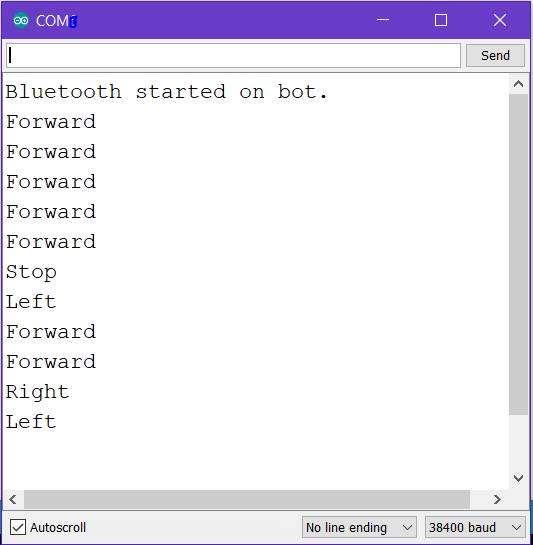 COM
Send
Bluetooth started on bot.
Forward
Forward
Forward
Forward
Forward
Stop
Left
Forward
Forward
Right
Left
Autoscroll
No line ending
38400 baud